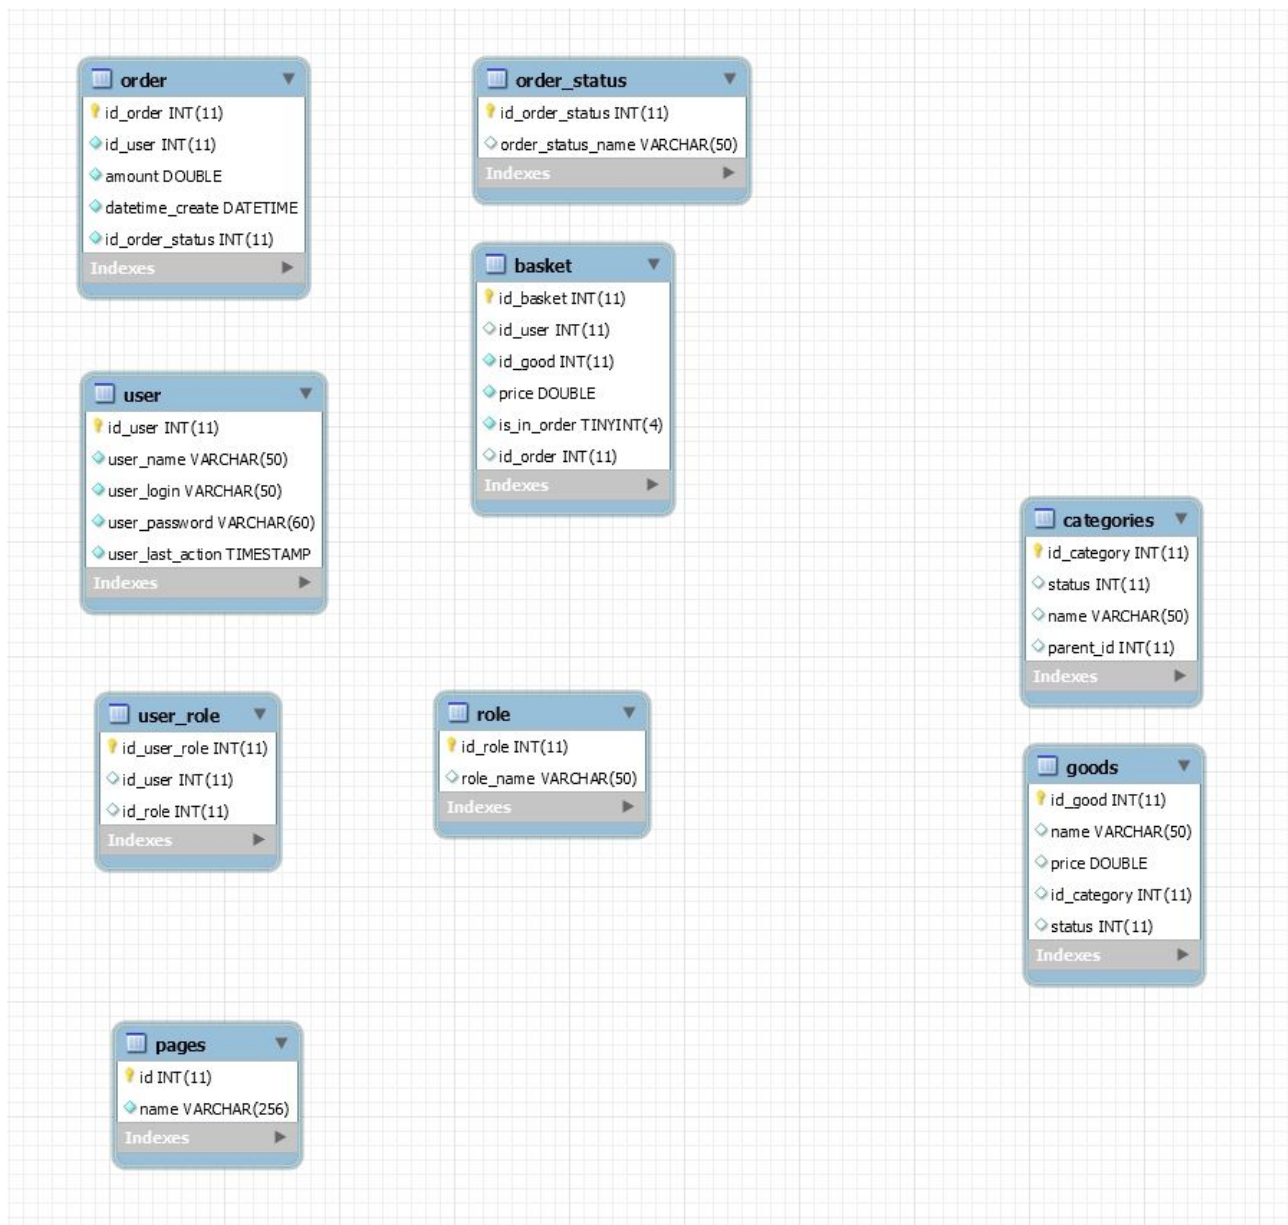 order
id_order INT(11)
id_user INT(11)
amount DOUBLE
datetime_create DATETIME
id_order_status INT(11)
Indexes
order_status
id_order_status INT(11)
order_status_name VARCHAR(50)
Indexes
basket
id_basket INT(11)
id_user INT(11)
id_good INT(11)
price DOUBLE
is_in_order TINYINT(4)
id_order INT(11)
Indexes
user
id_user INT(11)
user_name VARCHAR(50)
user_login VARCHAR(50)
user_password VARCHAR(60)
user_last_action TIMESTAMP
Indexes
categories
id_category INT(11)
status INT(11)
name VARCHAR(50)
parent_id INT(11)
Indexes
user_role
id_user_role INT(11)
id_user INT(11)
id_role INT(11)
Indexes
role
id_role INT(11)
role_name VARCHAR(50)
Indexes
goods
id_good INT(11)
name VARCHAR(50)
price DOUBLE
id_category INT(11)
status INT(11)
Indexes
pages
id INT(11)
name VARCHAR(256)
Indexes